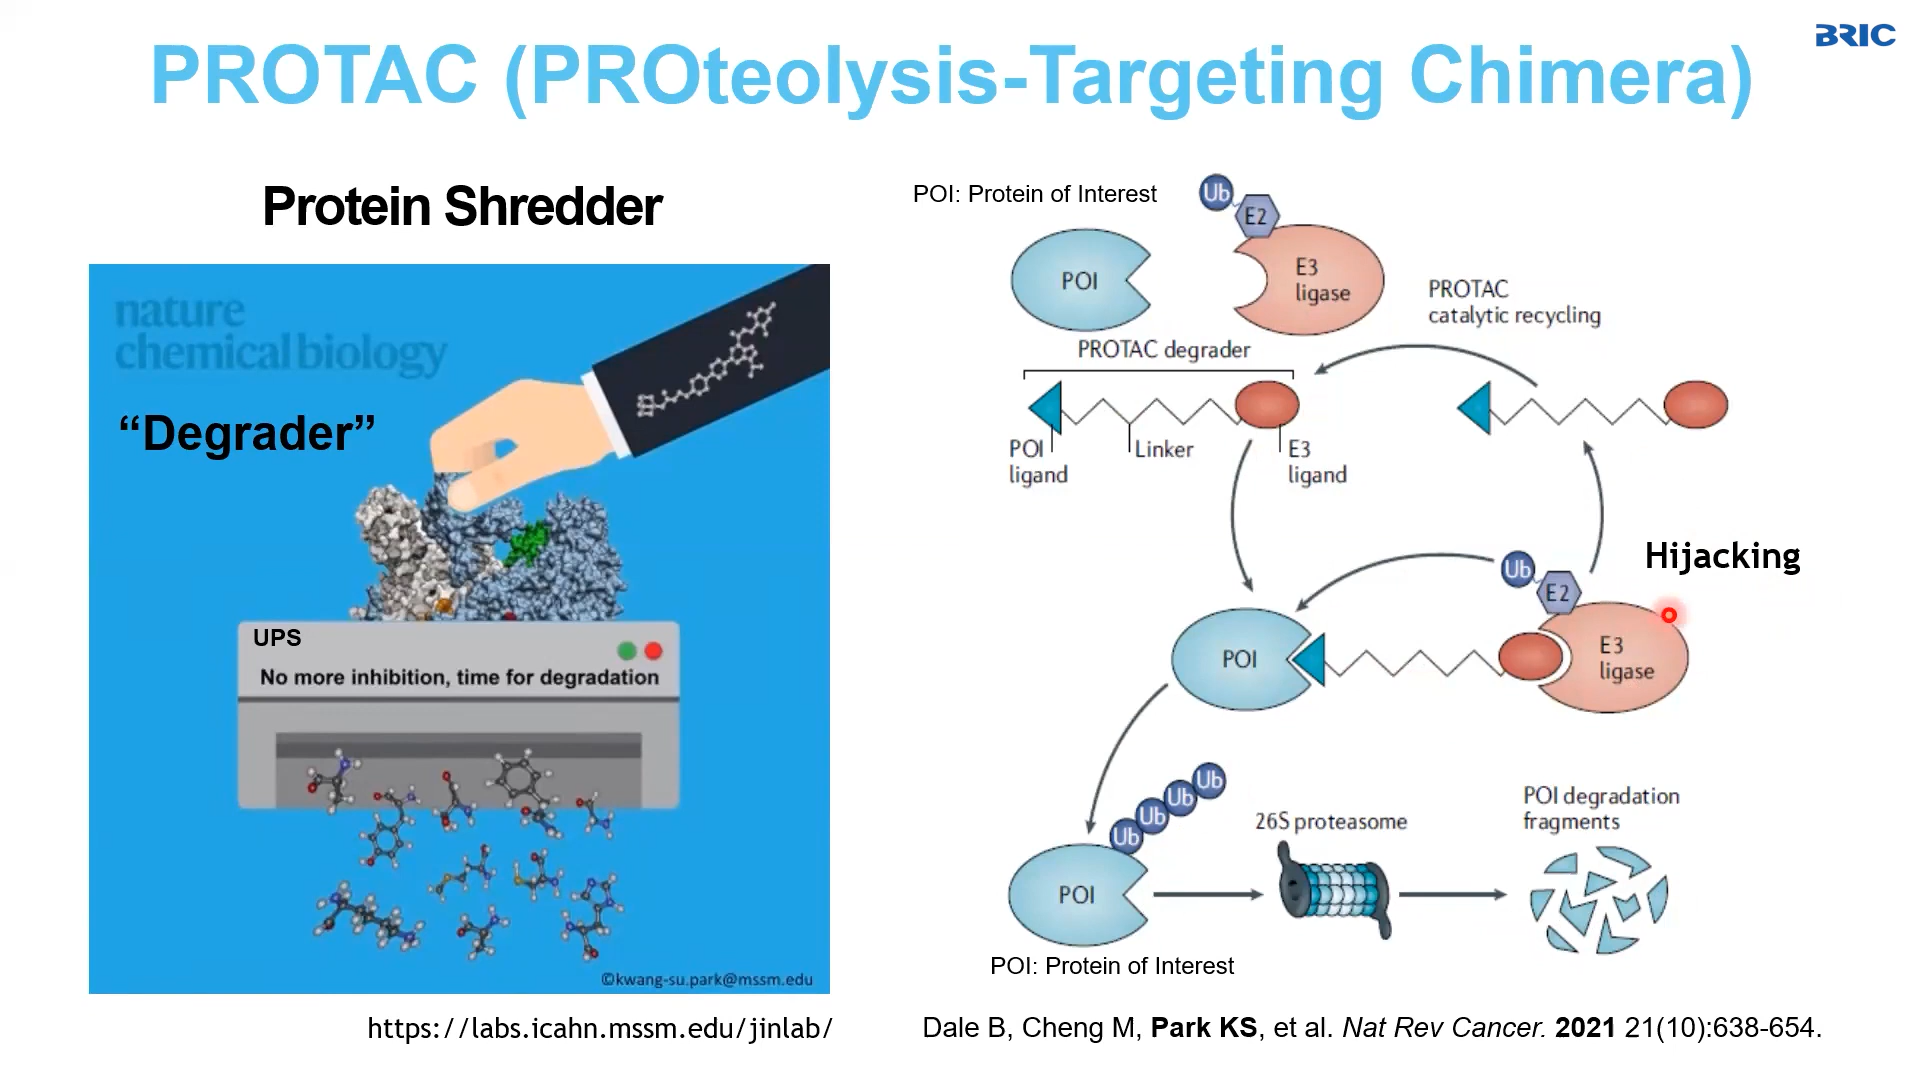 BRIC
PROTAC (PROteolysis-Targeting Chimera)
Protein Shredder
nature
chemical biology
“Degrader”
UPS
No more inhibition, time for degradation
©kwang-su.park@mssm.edu
https://labs.icahn.mssm.edu/jinlab/
POI: Protein of Interest
Ub
E2
POI
E3
ligase
PROTAC
catalytic recycling
PROTAC degrader
POI
ligand
Linker
E3
ligand
Hijacking
Ub
E2
POI
E3
ligase
Ub
Ub
Ub
Ub
POI
26S proteasome
POI degradation
fragments
POI: Protein of Interest
Dale B, Cheng M, Park KS, et al. Nat Rev Cancer. 2021 21(10):638-654.